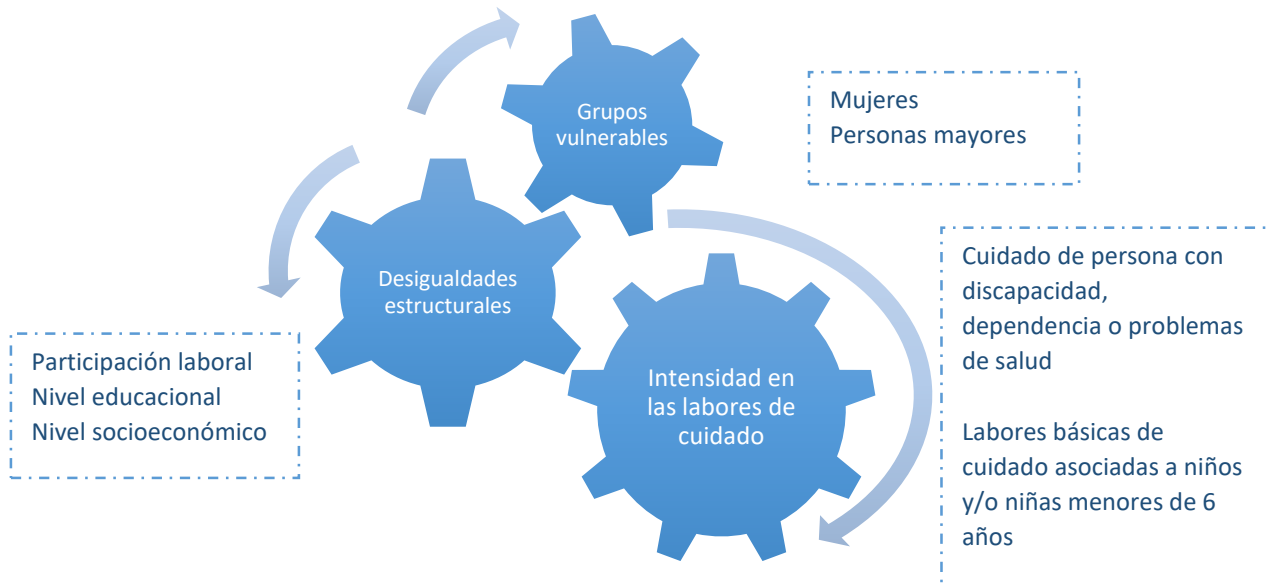 Grupos
vulnerables
Mujeres
Personas mayores
Desigualdades
estructurales
Participación laboral
Nivel educacional
Nivel socioeconómico
Intensidad en
las labores de
cuidado
Cuidado de persona con
discapacidad,
dependencia o problemas
de salud
Labores básicas de
cuidado asociadas a niños
y/o niñas menores de 6
años